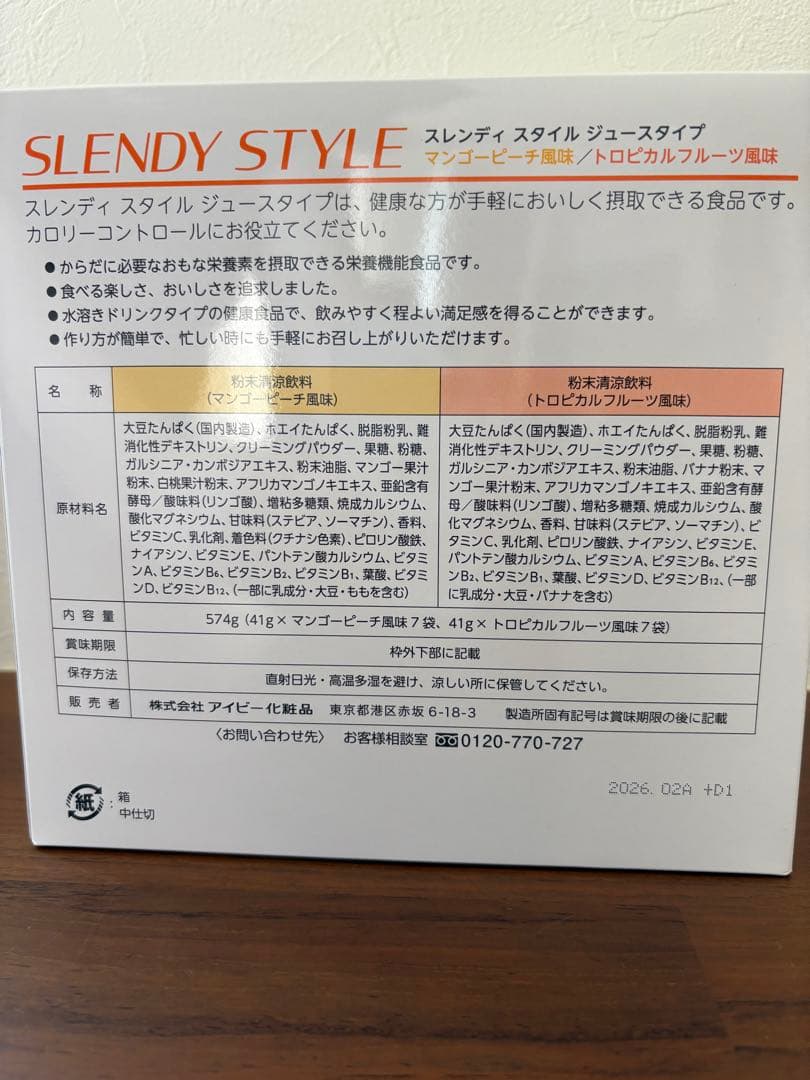 SLENDY STYLE スレンディ スタイル ジュースタイプ
マンゴーピーチ風味／トロピカルフルーツ風味
スレンディ スタイル ジュースタイプは、健康な方が手軽においしく摂取できる食品です。
カロリーコントロールにお役立てください。
●からだに必要なおもな栄養素を摂取できる栄養機能食品です。
●食べる楽しさ、おいしさを追求しました。
●水溶きドリンクタイプの健康食品で、飲みやすく程よい満足感を得ることができます。
●作り方が簡単で、忙しい時にも手軽にお召し上がりいただけます。
名 称
粉末清涼飲料
(マンゴーピーチ風味)
粉末清涼飲料
(トロピカルフルーツ風味)
原材料名
大豆たんぱく(国内製造)、ホエイたんぱく、脱脂粉乳、難
消化性デキストリン、クリーミングパウダー、果糖、粉糖、
ガルシニア・カンボジアエキス、粉末油脂、マンゴー果汁
粉末、白桃果汁粉末、アフリカマンゴノキエキス、亜鉛含有
酵母／酸味料(リンゴ酸)、増粘多糖類、焼成カルシウム、
酸化マグネシウム、甘味料(ステビア、ソーマチン)、香料、
ビタミンC、乳化剤、着色料(クチナシ色素)、ピロリン酸鉄、
ナイアシン、ビタミンE、パントテン酸カルシウム、ビタミ
ンA、ビタミンB6、ビタミンB2、ビタミンB1、葉酸、ビタミ
ンD、ビタミンB12、(一部に乳成分・大豆・ももを含む)
大豆たんぱく(国内製造)、ホエイたんぱく、脱脂粉乳、難
消化性デキストリン、クリーミングパウダー、果糖、粉糖、
ガルシニア・カンボジアエキス、粉末油脂、バナナ粉末、マ
ンゴー果汁粉末、アフリカマンゴノキエキス、亜鉛含有酵
母／酸味料(リンゴ酸)、増粘多糖類、焼成カルシウム、酸
化マグネシウム、香料、甘味料(ステビア、ソーマチン)、ビ
タミンC、乳化剤、ピロリン酸鉄、ナイアシン、ビタミンE、
パントテン酸カルシウム、ビタミンA、ビタミンB6、ビタミ
ンB2、ビタミンB1、葉酸、ビタミンD、ビタミンB12、(一部
に乳成分・大豆・バナナを含む)
内 容 量
574g (41g×マンゴーピーチ風味7袋、41g×トロピカルフルーツ風味7袋)
賞味期限
枠外下部に記載
保存方法
直射日光・高温多湿を避け、涼しい所に保管してください。
販 売 者
株式会社 アイビー化粧品 東京都港区赤坂 6-18-3 製造所固有記号は賞味期限の後に記載
〈お問い合わせ先〉 お客様相談室 0120-770-727
2026. 02A +D1
紙 : 箱
中仕切